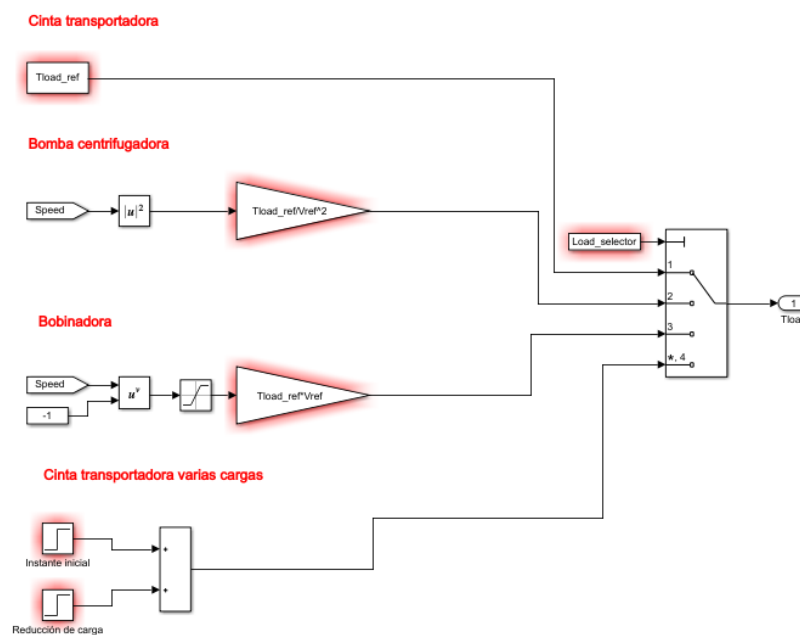 Cinta transportadora
Tload_ref
Bomba centrifugadora
Speed
|u|²
Tload_ref/Vref^2
Load_selector
1
2
3
*, 4
1
Bobinadora
Speed
-1
uᵛ
Tload_ref*Vref
Cinta transportadora varias cargas
+
+
Instante inicial
Reducción de carga